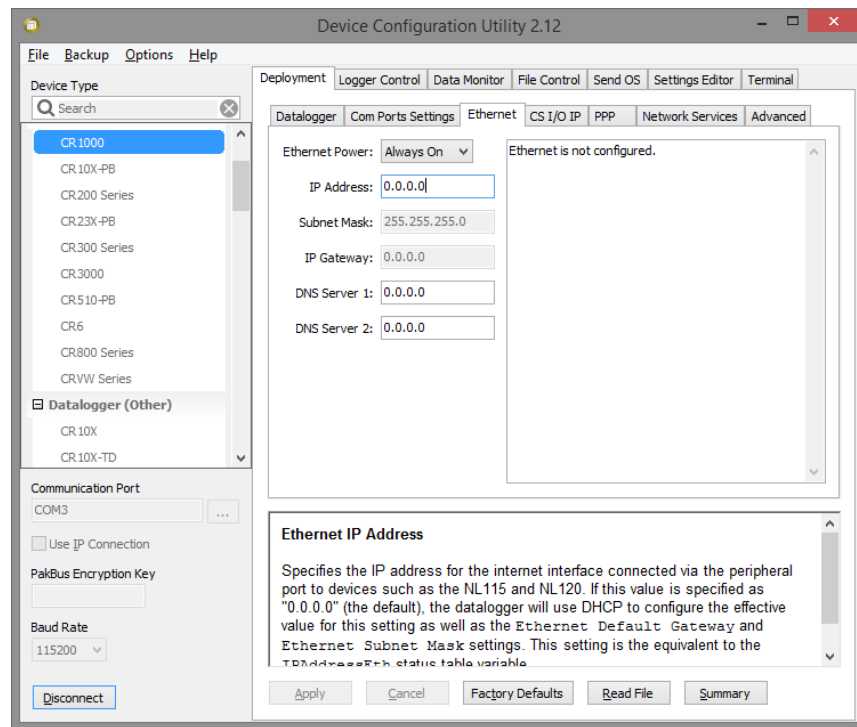 Device Configuration Utility 2.12
File Backup Options Help
Device Type
Search
CR1000
CR10X-PB
CR200 Series
CR23X-PB
CR300 Series
CR3000
CR510-PB
CR6
CR800 Series
CRVW Series
Datalogger (Other)
CR10X
CR10X-TD
Communication Port
COM3
...
Use IP Connection
PakBus Encryption Key
Baud Rate
115200
Disconnect
Deployment Logger Control Data Monitor File Control Send OS Settings Editor Terminal
Datalogger Com Ports Settings Ethernet CS I/O IP PPP Network Services Advanced
Ethernet Power: Always On
IP Address: 0.0.0.0
Subnet Mask: 255.255.255.0
IP Gateway: 0.0.0.0
DNS Server 1: 0.0.0.0
DNS Server 2: 0.0.0.0
Ethernet is not configured.
Ethernet IP Address
Specifies the IP address for the internet interface connected via the peripheral
port to devices such as the NL115 and NL120. If this value is specified as
"0.0.0.0" (the default), the datalogger will use DHCP to configure the effective
value for this setting as well as the Ethernet Default Gateway and
Ethernet Subnet Mask settings. This setting is the equivalent to the
IPAddressEth status table variable
Apply Cancel Factory Defaults Read File Summary